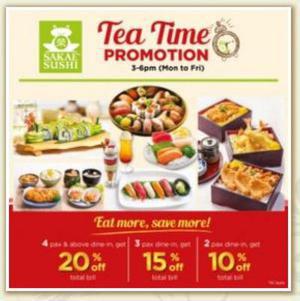 Tea Time
PROMOTION
3-6pm (Mon to Fri)
SAKAE
SUSHI
Eat more, save more!
4 pax & above dine-in, get
20% off
total bill
3 pax dine-in, get
15% off
total bill
2 pax dine-in, get
10% off
total bill